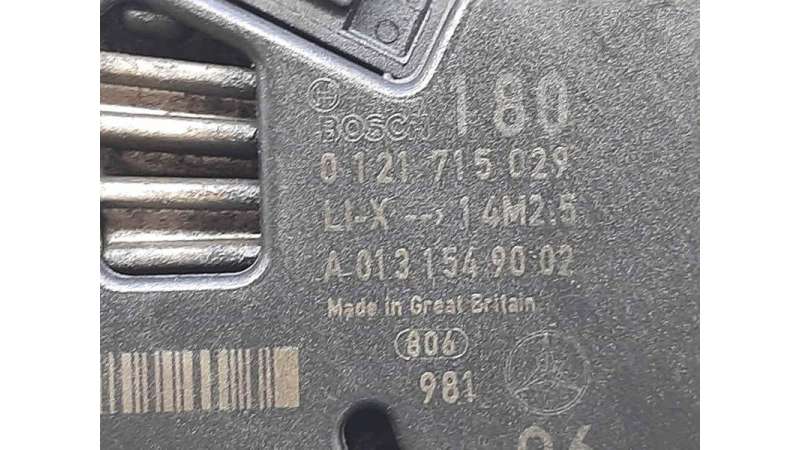 BOSCH 180
0 121 715 029
LI-X --> 14M2.5
A 013 154 90 02
Made in Great Britain
806
981